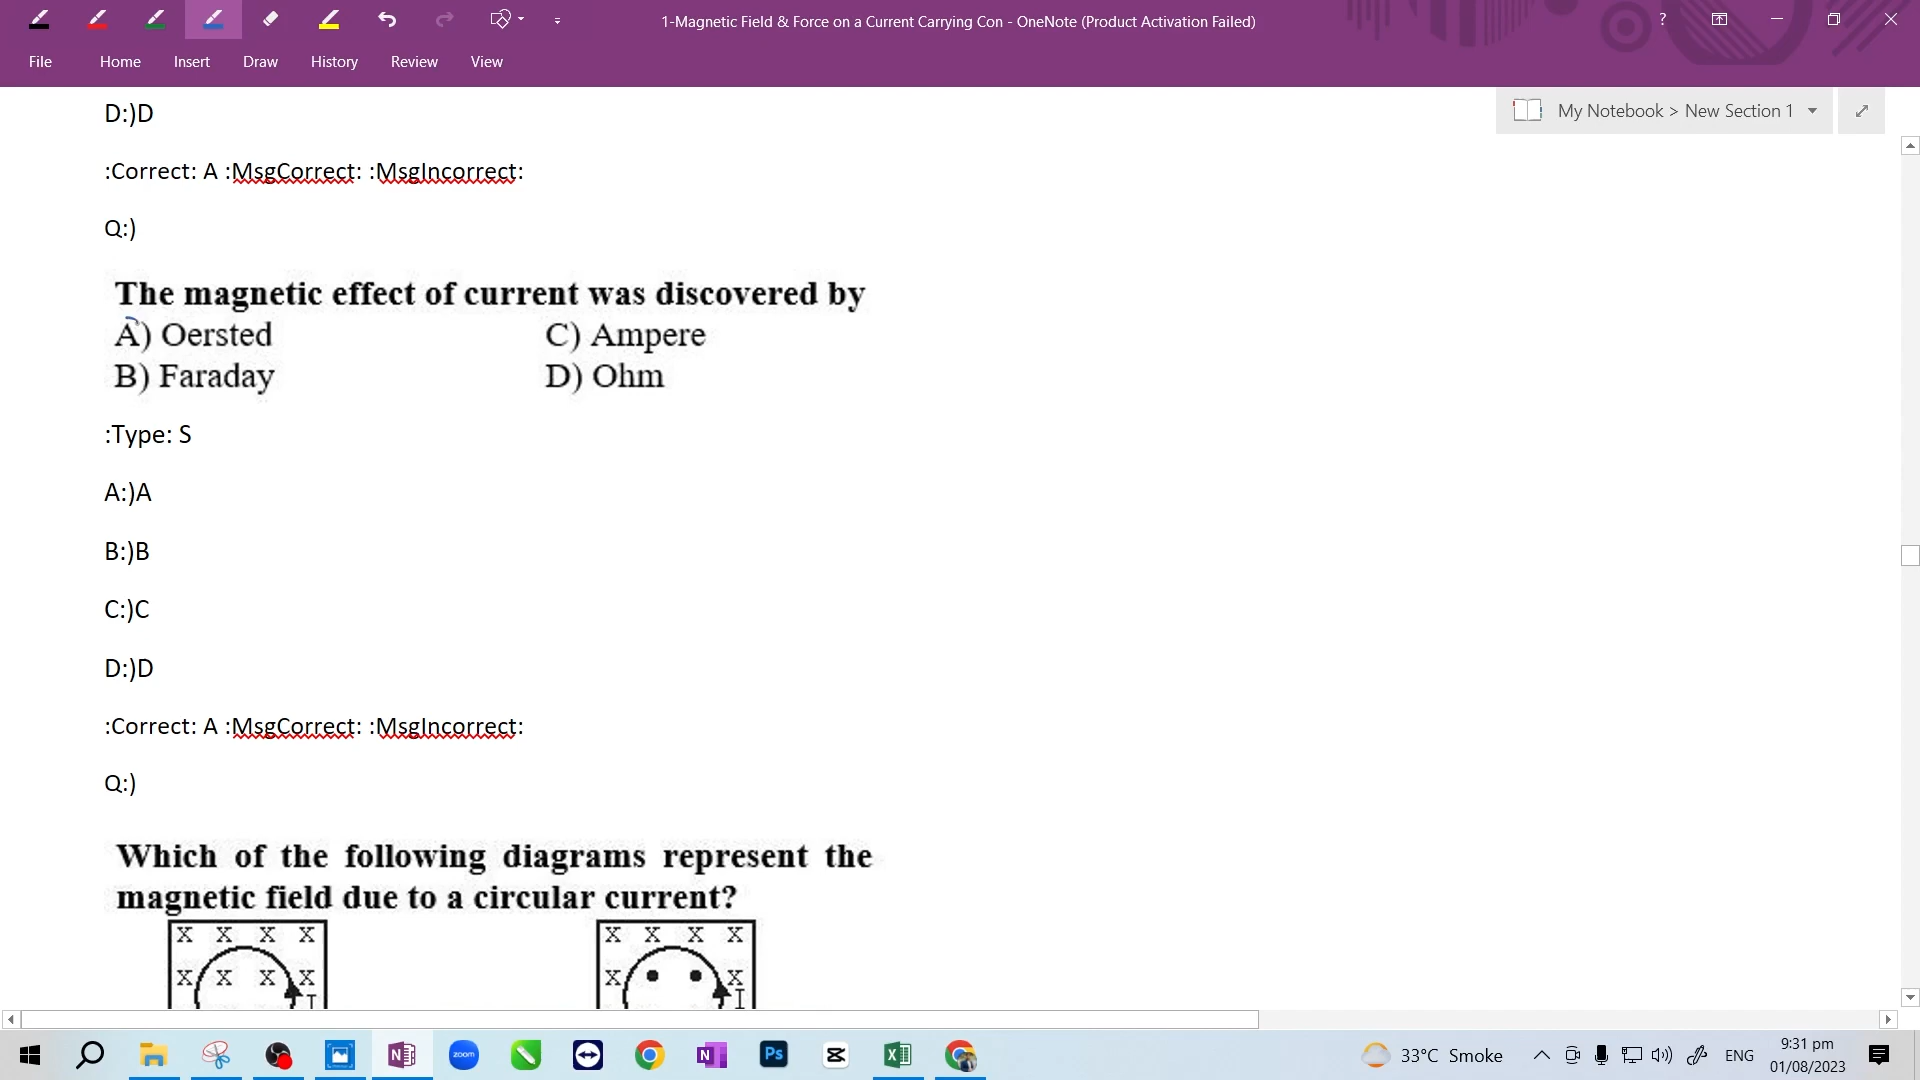 1-Magnetic Field & Force on a Current Carrying Con - OneNote (Product Activation Failed)
?
File Home Insert Draw History Review View
My Notebook > New Section 1
D:)D
:Correct: A :MsgCorrect: :MsgIncorrect:
Q:)
The magnetic effect of current was discovered by
A) Oersted C) Ampere
B) Faraday D) Ohm
:Type: S
A:)A
B:)B
C:)C
D:)D
:Correct: A :MsgCorrect: :MsgIncorrect:
Q:)
Which of the following diagrams represent the
magnetic field due to a circular current?
X X X X X X X X
X X X X X X
I I
zoom N Ps X 33°C Smoke ENG 9:31 pm
01/08/2023